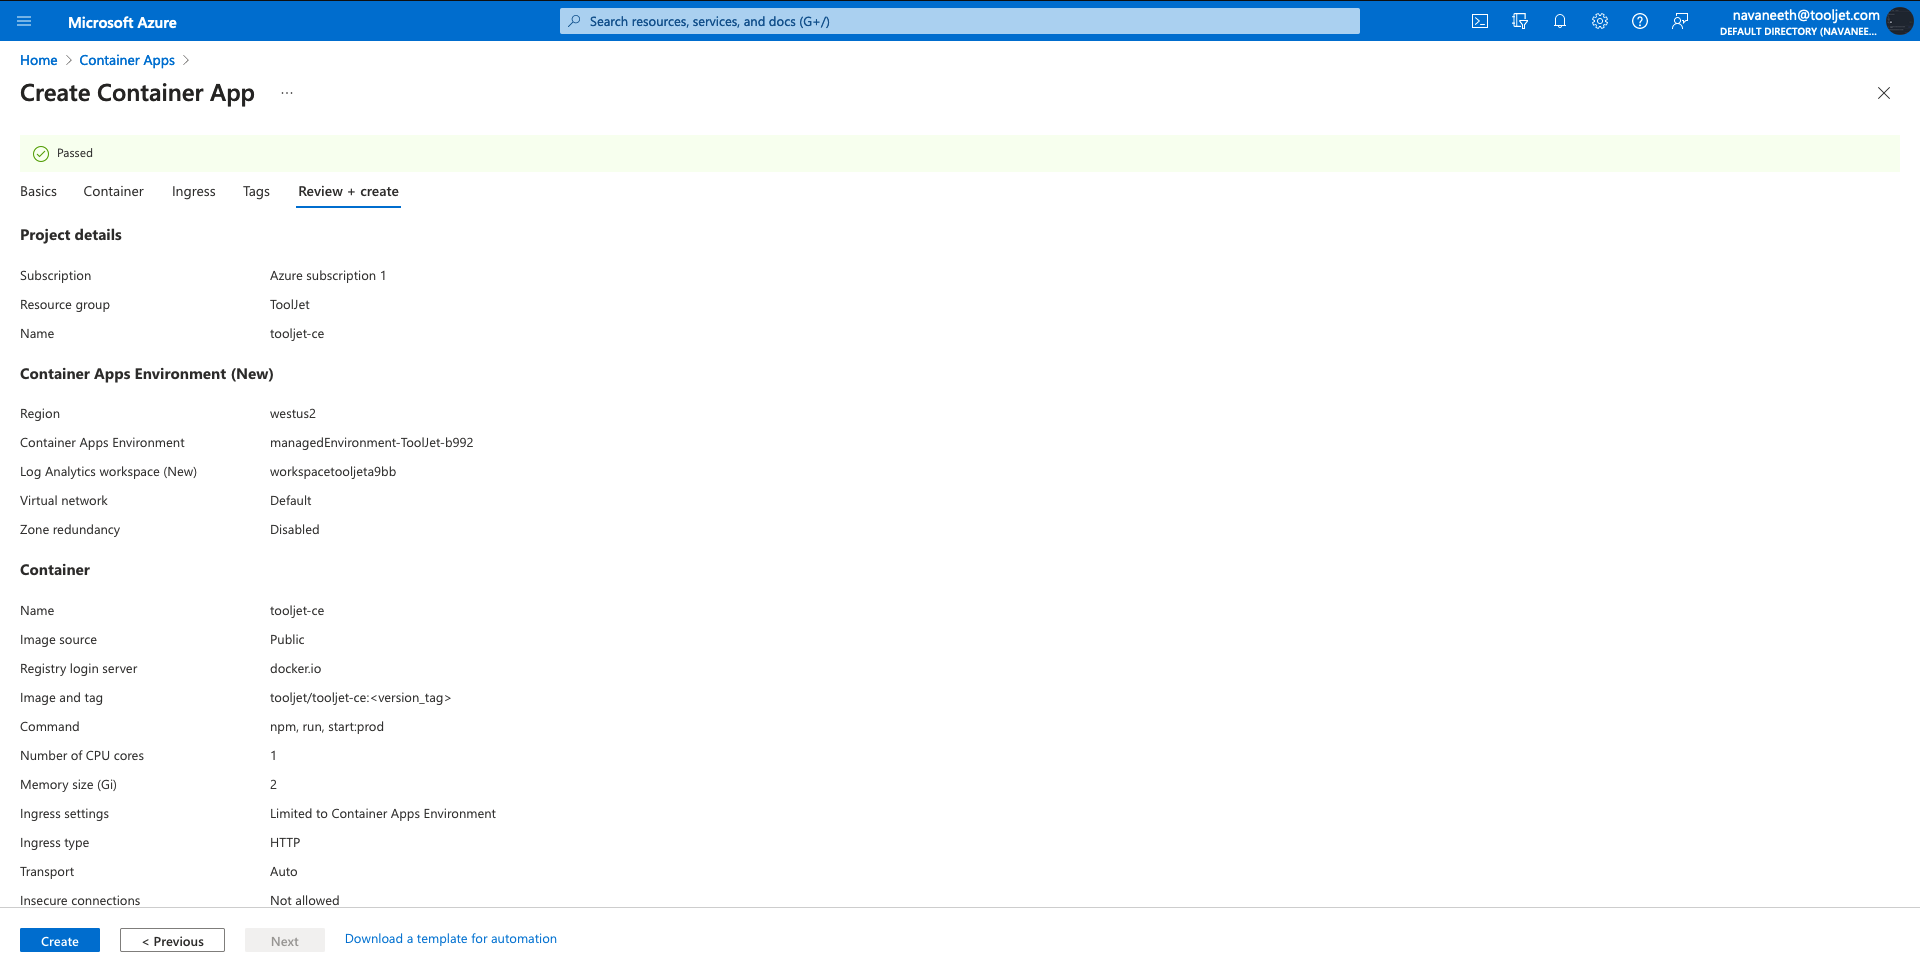 Microsoft Azure
Search resources, services, and docs (G+/)
navaneeth@tooljet.com
DEFAULT DIRECTORY (NAVANEE...
Home > Container Apps >
Create Container App ...
Passed
Basics Container Ingress Tags Review + create
Project details
Subscription Azure subscription 1
Resource group ToolJet
Name tooljet-ce
Container Apps Environment (New)
Region westus2
Container Apps Environment managedEnvironment-ToolJet-b992
Log Analytics workspace (New) workspacetooljeta9bb
Virtual network Default
Zone redundancy Disabled
Container
Name tooljet-ce
Image source Public
Registry login server docker.io
Image and tag tooljet/tooljet-ce:<version_tag>
Command npm, run, start:prod
Number of CPU cores 1
Memory size (Gi) 2
Ingress settings Limited to Container Apps Environment
Ingress type HTTP
Transport Auto
Insecure connections Not allowed
Create < Previous Next Download a template for automation